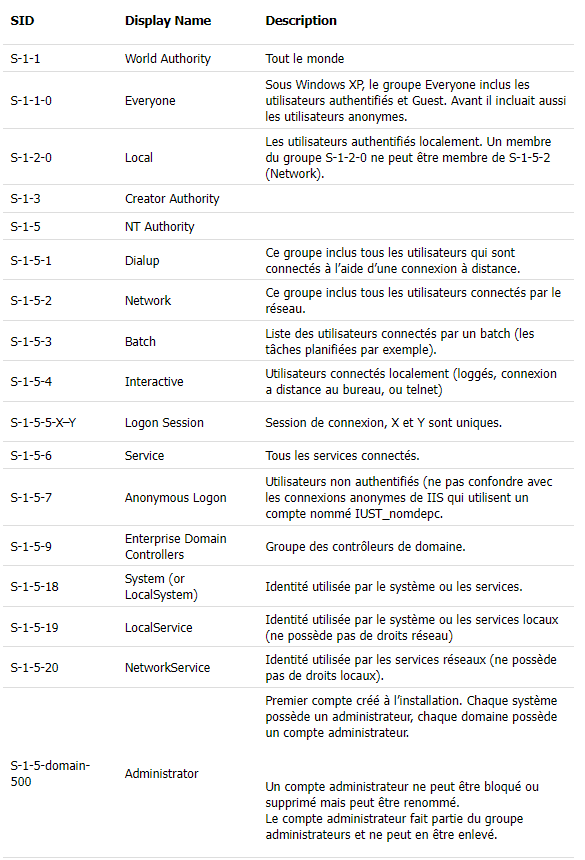 SID Display Name Description
S-1-1 World Authority Tout le monde
S-1-1-0 Everyone Sous Windows XP, le groupe Everyone inclus les
utilisateurs authentifiés et Guest. Avant il incluait aussi
les utilisateurs anonymes.
S-1-2-0 Local Les utilisateurs authentifiés localement. Un membre
du groupe S-1-2-0 ne peut être membre de S-1-5-2
(Network).
S-1-3 Creator Authority
S-1-5 NT Authority
S-1-5-1 Dialup Ce groupe inclus tous les utilisateurs qui sont
connectés à l’aide d’une connexion à distance.
S-1-5-2 Network Ce groupe inclus tous les utilisateurs connectés par le
réseau.
S-1-5-3 Batch Liste des utilisateurs connectés par un batch (les
tâches planifiées par exemple).
S-1-5-4 Interactive Utilisateurs connectés localement (loggés, connexion
a distance au bureau, ou telnet)
S-1-5-5-X–Y Logon Session Session de connexion, X et Y sont uniques.
S-1-5-6 Service Tous les services connectés.
S-1-5-7 Anonymous Logon Utilisateurs non authentifiés (ne pas confondre avec
les connexions anonymes de IIS qui utilisent un
compte nommé IUST_nomdepc.
S-1-5-9 Enterprise Domain
Controllers Groupe des contrôleurs de domaine.
S-1-5-18 System (or
LocalSystem) Identité utilisée par le système ou les services.
S-1-5-19 LocalService Identité utilisée par le système ou les services locaux
(ne possède pas de droits réseau)
S-1-5-20 NetworkService Identité utilisée par les services réseaux (ne possède
pas de droits locaux).
S-1-5-domain-
500 Administrator Premier compte créé à l’installation. Chaque système
possède un administrateur, chaque domaine possède
un compte administrateur.
Un compte administrateur ne peut être bloqué ou
supprimé mais peut être renommé.
Le compte administrateur fait partie du groupe
administrateurs et ne peut en être enlevé.